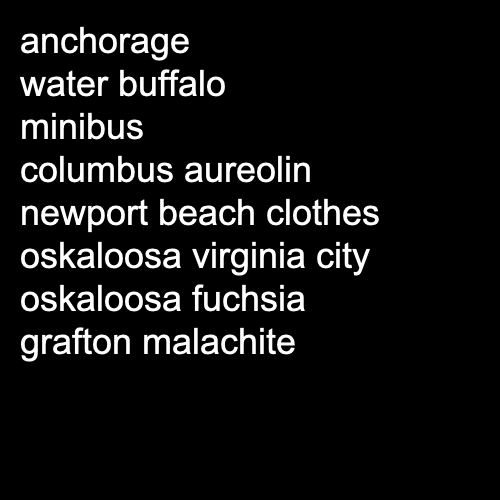 anchorage
water buffalo
minibus
columbus aureolin
newport beach clothes
oskaloosa virginia city
oskaloosa fuchsia
grafton malachite